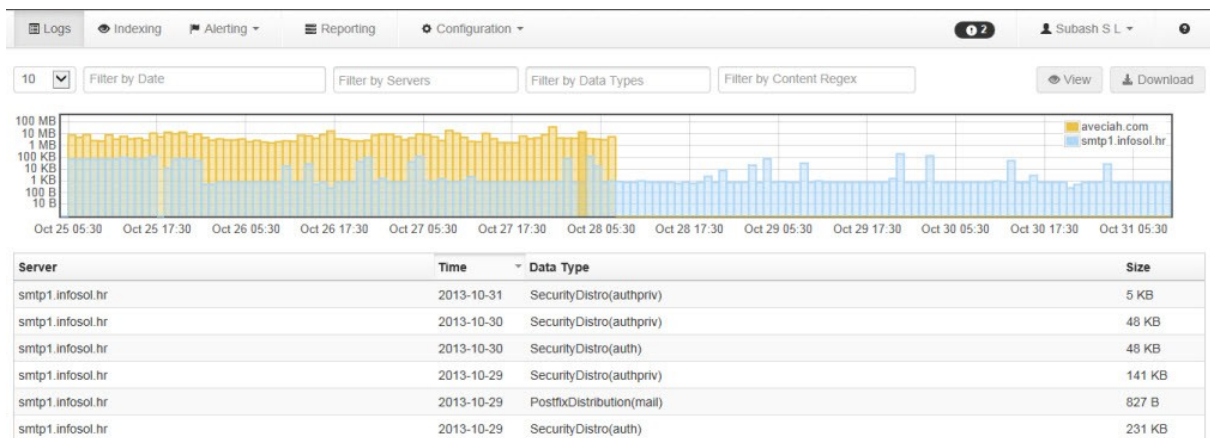 Logs Indexing Alerting Reporting Configuration 2 Subash S L
10 Filter by Date Filter by Servers Filter by Data Types Filter by Content Regex View Download
100 MB
10 MB
1 MB
100 KB
10 KB
1 KB
100 B
10 B
aveciah.com
smtp1.infosol.hr
Oct 25 05:30 Oct 25 17:30 Oct 26 05:30 Oct 26 17:30 Oct 27 05:30 Oct 27 17:30 Oct 28 05:30 Oct 28 17:30 Oct 29 05:30 Oct 29 17:30 Oct 30 05:30 Oct 30 17:30 Oct 31 05:30
Server Time Data Type Size
smtp1.infosol.hr 2013-10-31 SecurityDistro(authpriv) 5 KB
smtp1.infosol.hr 2013-10-30 SecurityDistro(authpriv) 48 KB
smtp1.infosol.hr 2013-10-30 SecurityDistro(auth) 48 KB
smtp1.infosol.hr 2013-10-29 SecurityDistro(authpriv) 141 KB
smtp1.infosol.hr 2013-10-29 PostfixDistribution(mail) 827 B
smtp1.infosol.hr 2013-10-29 SecurityDistro(auth) 231 KB